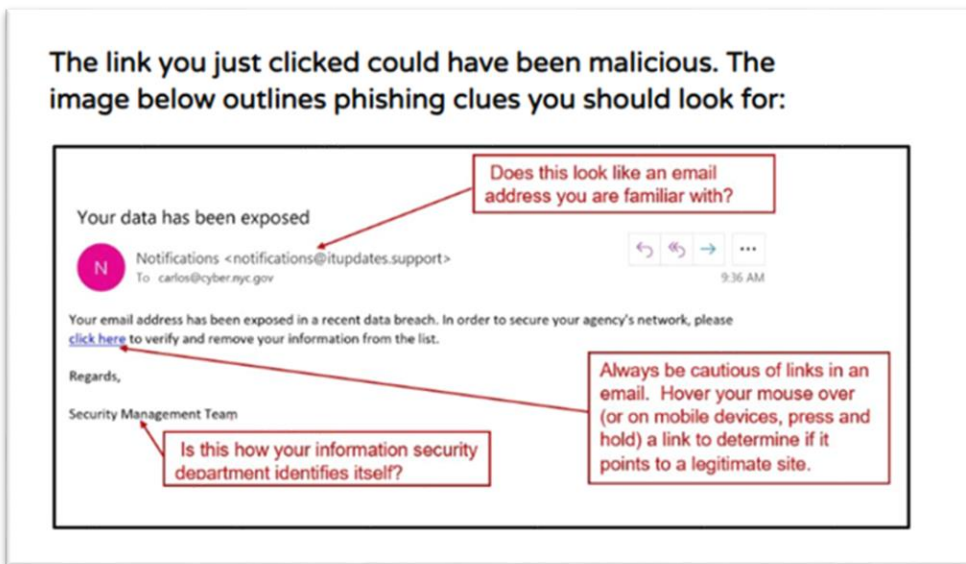 The link you just clicked could have been malicious. The
image below outlines phishing clues you should look for:
Does this look like an email
address you are familiar with?
Your data has been exposed
N
Notifications <notifications@itupdates.support>
To carlos@cyber.nyc.gov
9:36 AM
Your email address has been exposed in a recent data breach. In order to secure your agency's network, please
click here to verify and remove your information from the list.
Regards,
Security Management Team
Always be cautious of links in an
email. Hover your mouse over
(or on mobile devices, press and
hold) a link to determine if it
points to a legitimate site.
Is this how your information security
department identifies itself?